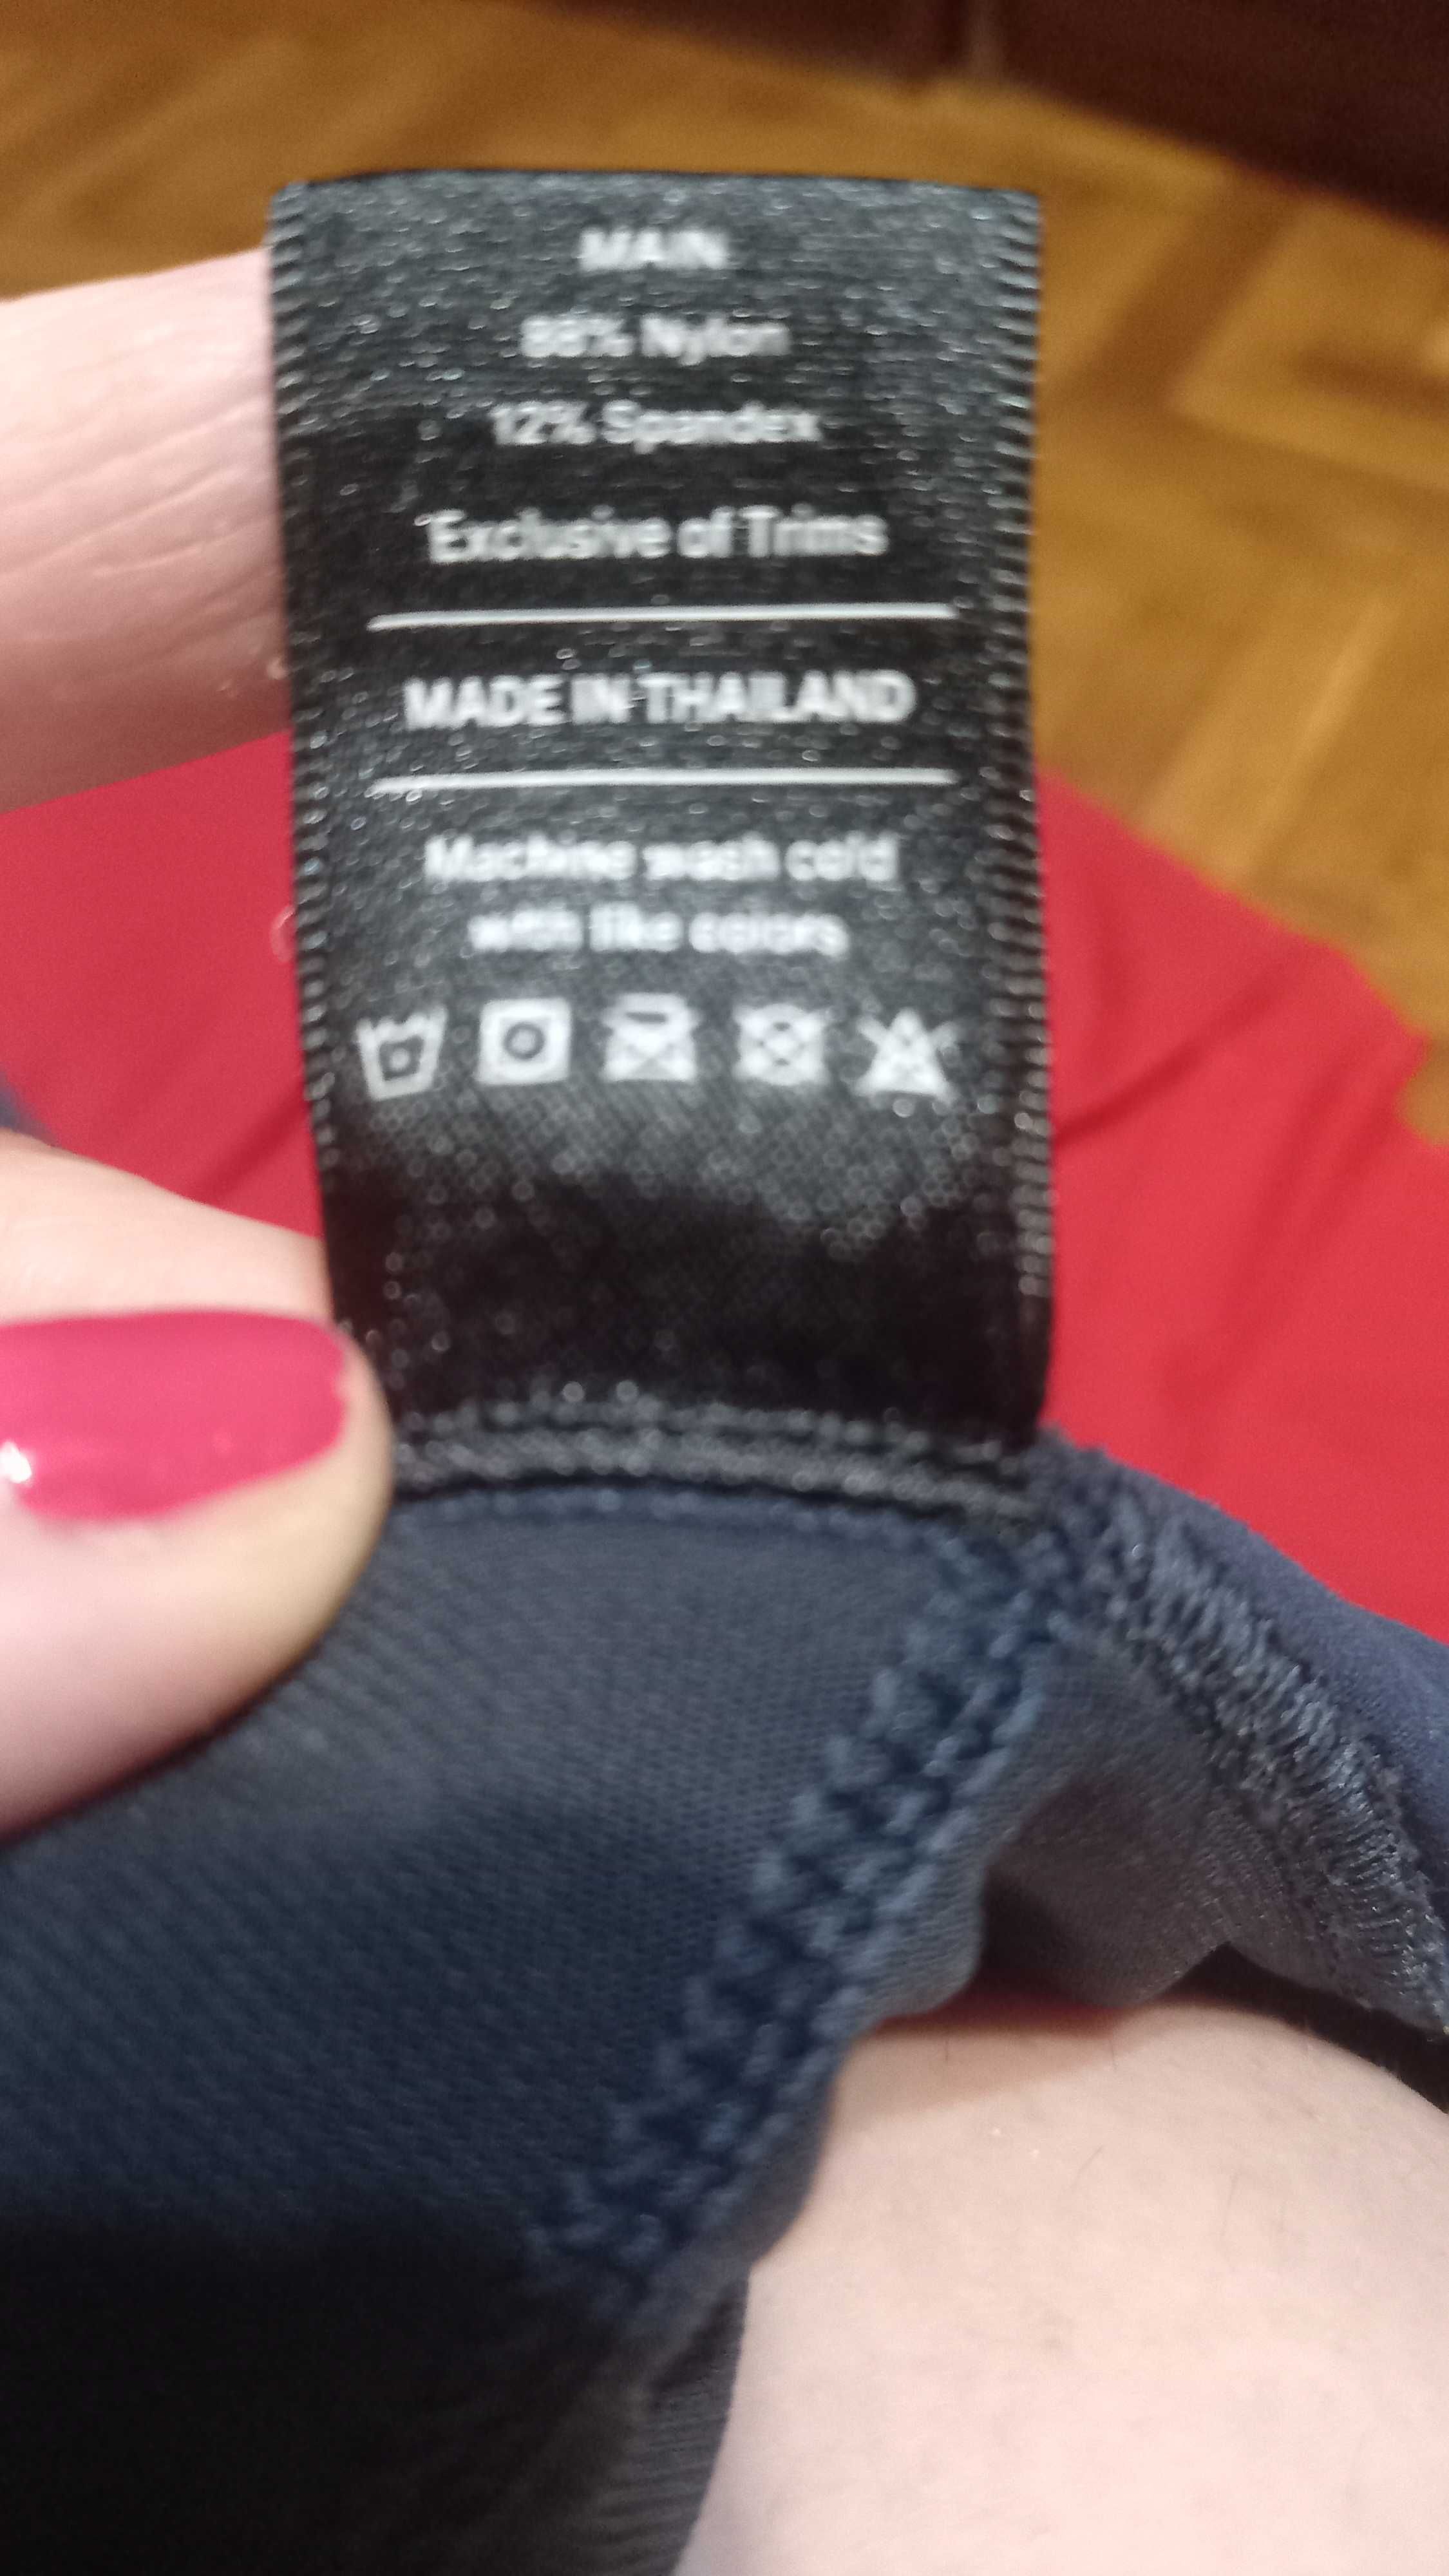 MAIN
88% Nylon
12% Spandex
*Exclusive of Trims
MADE IN THAILAND
Machine wash cold
with like colors